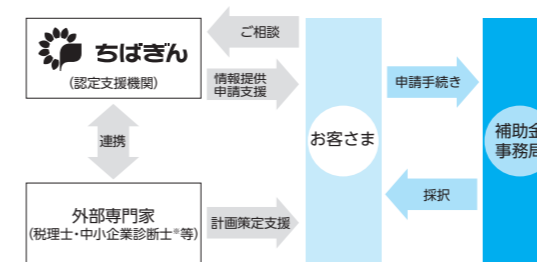 ちばぎん
(認定支援機関)
ご相談
情報提供
申請支援
連携
お客さま
申請手続き
補助金
事務局
採択
外部専門家
(税理士・中小企業診断士※等)
計画策定支援